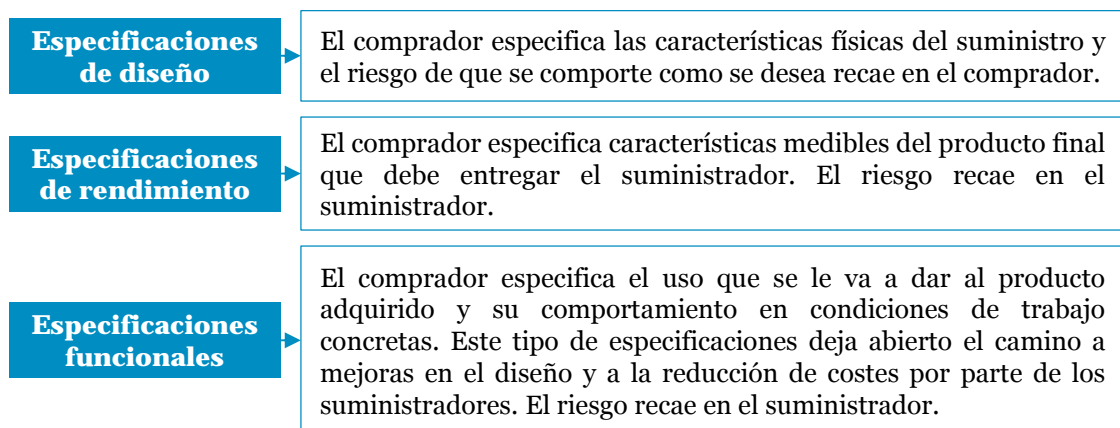 Especificaciones
de diseño
El comprador especifica las características físicas del suministro y
el riesgo de que se comporte como se desea recae en el comprador.
Especificaciones
de rendimiento
El comprador especifica características medibles del producto final
que debe entregar el suministrador. El riesgo recae en el
suministrador.
Especificaciones
funcionales
El comprador especifica el uso que se le va a dar al producto
adquirido y su comportamiento en condiciones de trabajo
concretas. Este tipo de especificaciones deja abierto el camino a
mejoras en el diseño y a la reducción de costes por parte de los
suministradores. El riesgo recae en el suministrador.